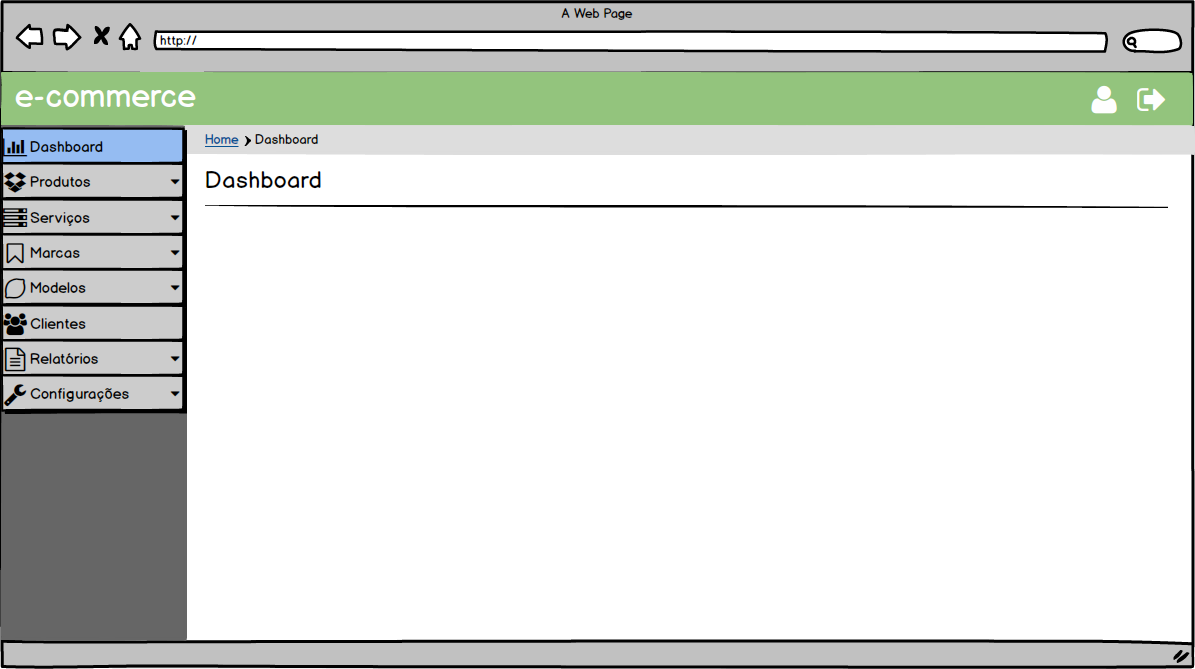 A Web Page
http://
e-commerce
Home Dashboard
Dashboard
Dashboard
Produtos
Serviços
Marcas
Modelos
Clientes
Relatórios
Configurações